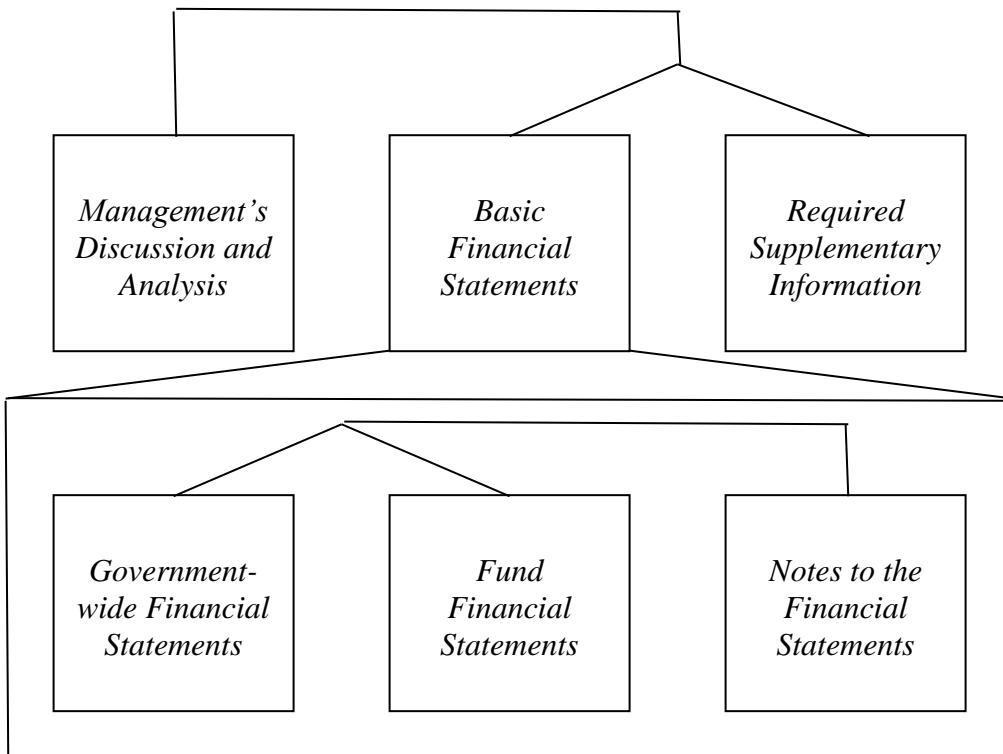 Management’s
Discussion and
Analysis
Basic
Financial
Statements
Required
Supplementary
Information
Government-
wide Financial
Statements
Fund
Financial
Statements
Notes to the
Financial
Statements